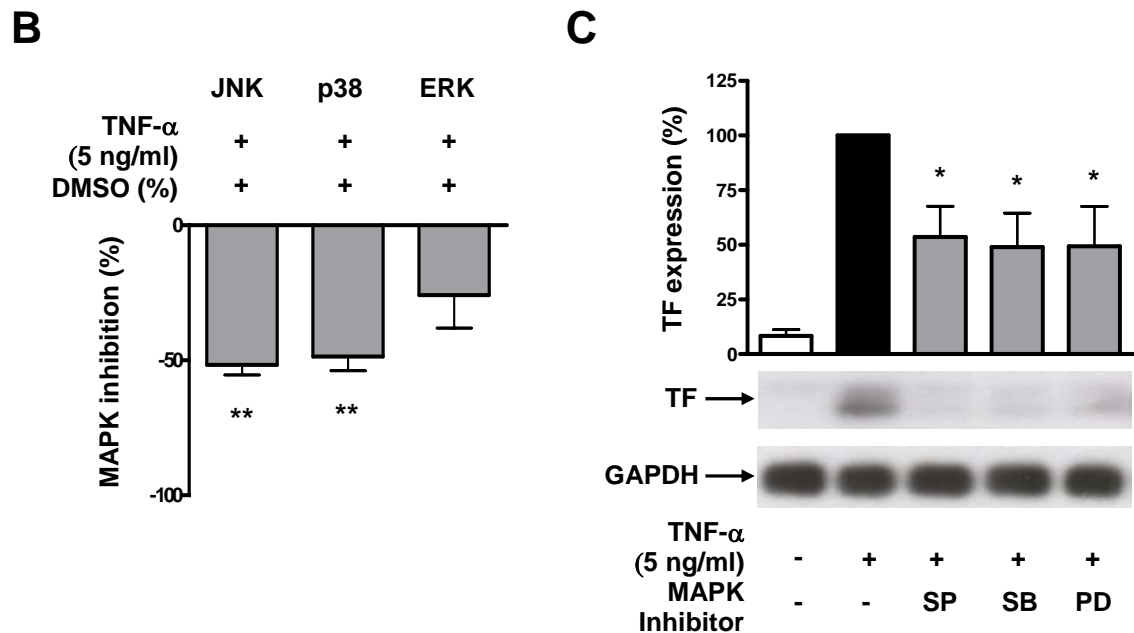 B
JNK p38 ERK
TNF-α + + +
(5 ng/ml)
DMSO (%) + + +
0
-50
-100
MAPK inhibition (%)
** **
C
125
100
75
50
25
0
TF expression (%)
* * *
TF
GAPDH
TNF-α
(5 ng/ml) - + + + +
MAPK
Inhibitor - - SP SB PD